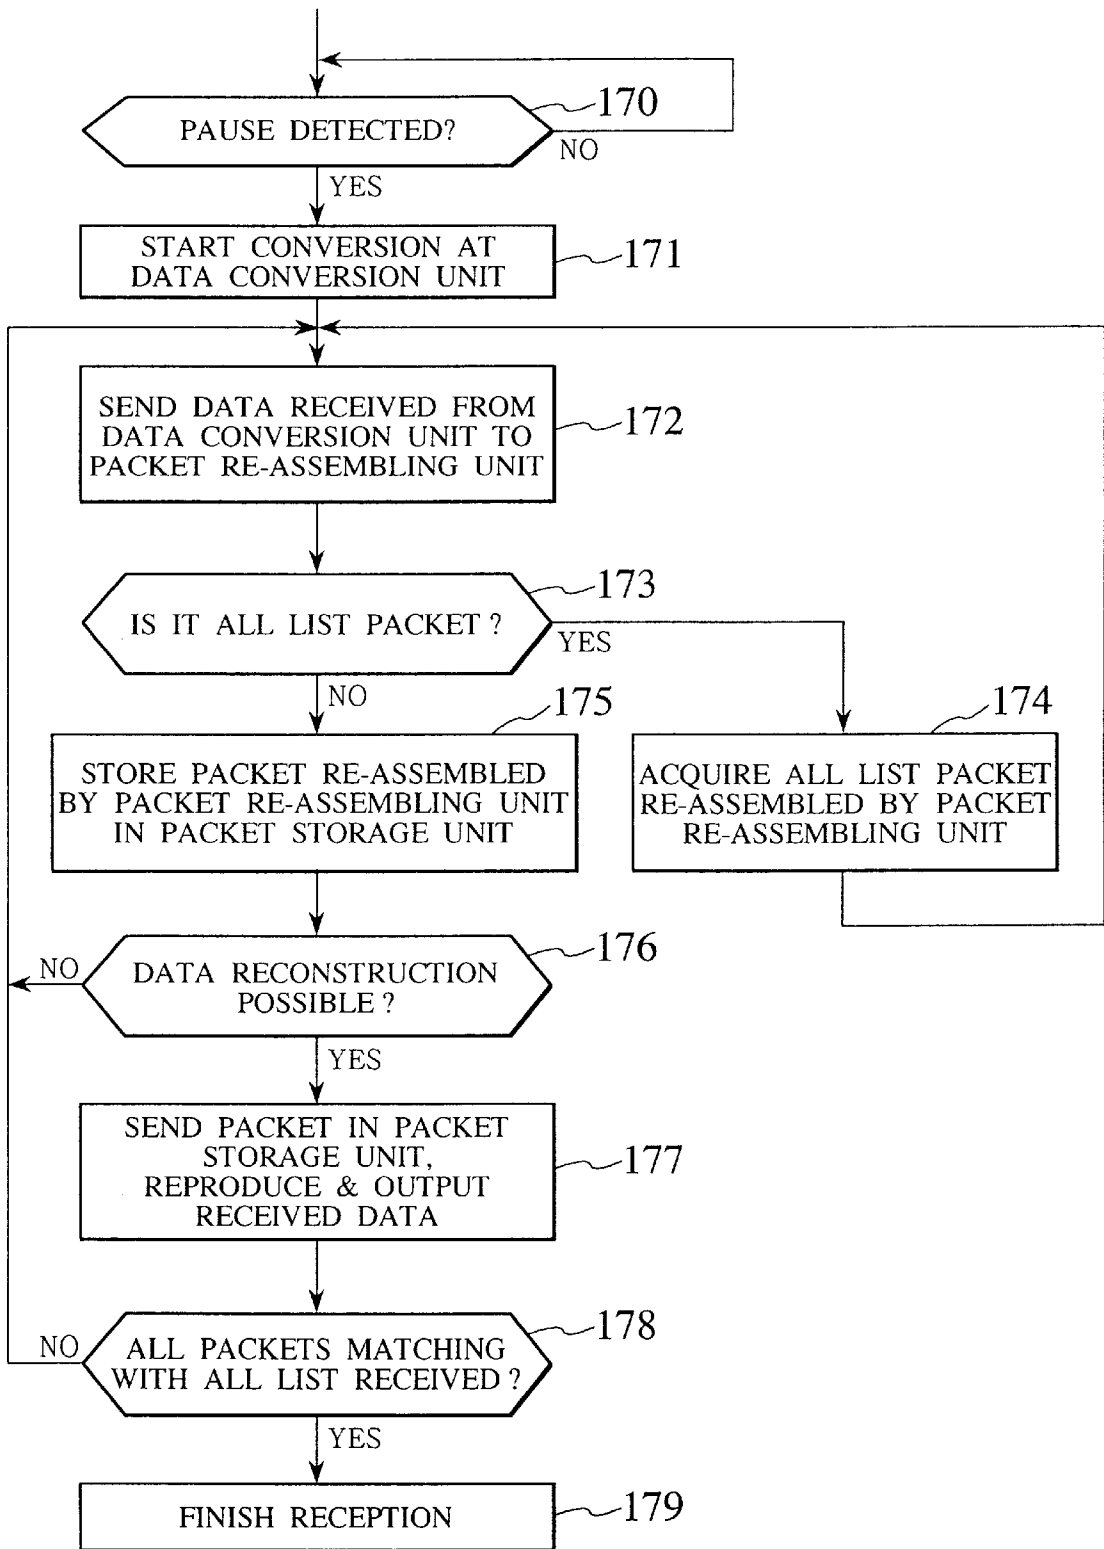 170
PAUSE DETECTED?
NO
YES
START CONVERSION AT
DATA CONVERSION UNIT
171
SEND DATA RECEIVED FROM
DATA CONVERSION UNIT TO
PACKET RE-ASSEMBLING UNIT
172
173
IS IT ALL LIST PACKET?
YES
NO
175
174
STORE PACKET RE-ASSEMBLED
BY PACKET RE-ASSEMBLING UNIT
IN PACKET STORAGE UNIT
ACQUIRE ALL LIST PACKET
RE-ASSEMBLED BY PACKET
RE-ASSEMBLING UNIT
176
NO
DATA RECONSTRUCTION
POSSIBLE?
YES
SEND PACKET IN PACKET
STORAGE UNIT,
REPRODUCE & OUTPUT
RECEIVED DATA
177
178
NO
ALL PACKETS MATCHING
WITH ALL LIST RECEIVED?
YES
FINISH RECEPTION
179